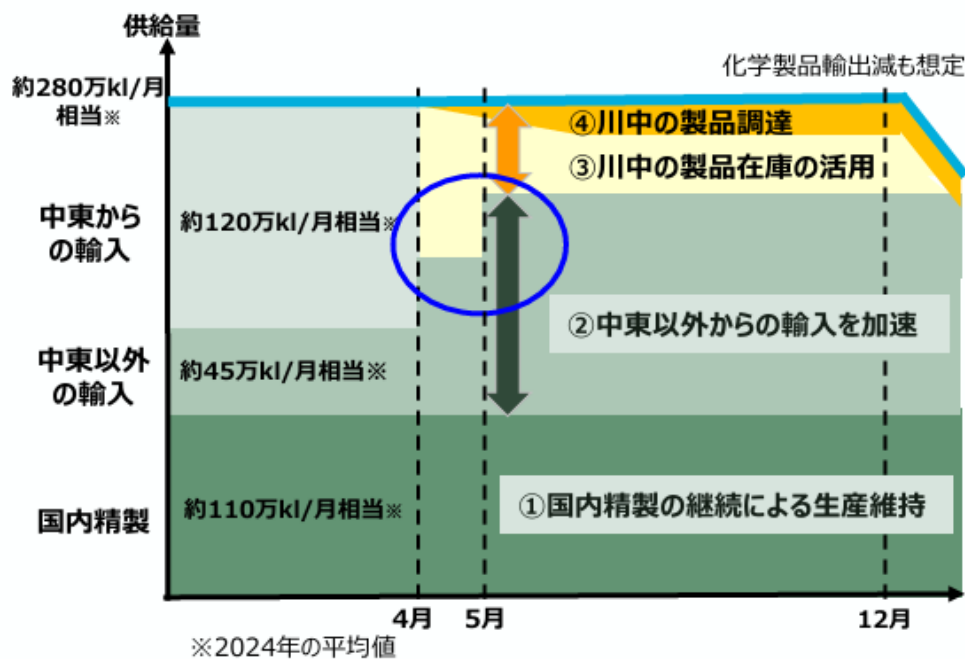 供給量
化学製品輸出減も想定
約280万kl/月
相当※
④川中の製品調達
③川中の製品在庫の活用
中東から
の輸入
約120万kl/月相当※
②中東以外からの輸入を加速
中東以外
の輸入
約45万kl/月相当※
国内精製
約110万kl/月相当※
①国内精製の継続による生産維持
4月
5月
12月
※2024年の平均値